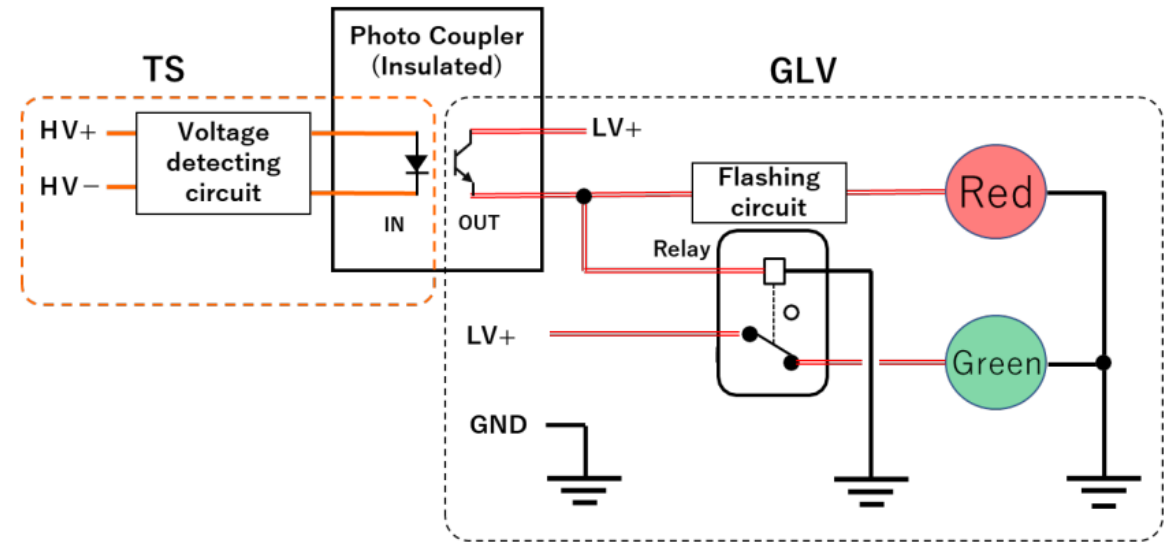 TS
Photo Coupler
(Insulated)
GLV
HV+
HV−
Voltage
detecting
circuit
IN
OUT
LV+
Flashing
circuit
Red
Relay
LV+
Green
GND